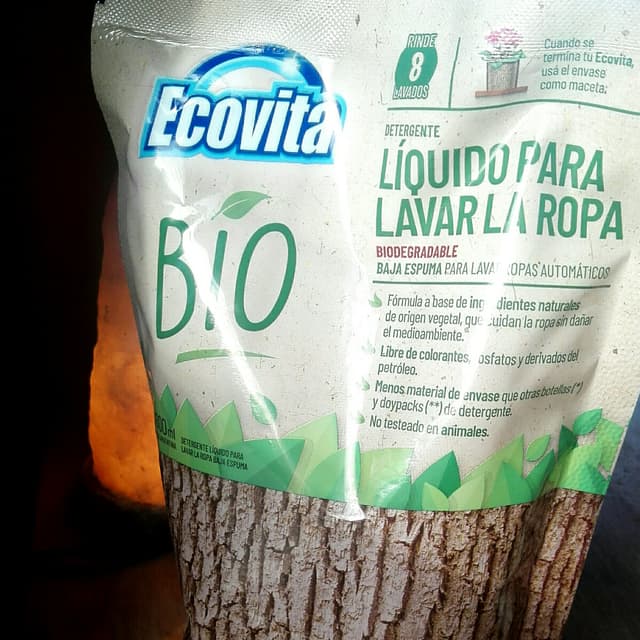 RINDE
8
LAVADOS
Cuando se
termina tu Ecovita,
usá el envase
como maceta;
Ecovita
BIO
DETERGENTE
LÍQUIDO PARA
LAVAR LA ROPA
BIODEGRADABLE
BAJA ESPUMA PARA LAVARROPAS AUTOMÁTICOS
Fórmula a base de ingredientes naturales
de origen vegetal, que cuidan la ropa sin dañar
el medioambiente.
Libre de colorantes, fosfatos y derivados del
petróleo.
Menos material de envase que otras botellas (*)
y doypacks (**) de detergente.
No testeado en animales.
DETERGENTE LÍQUIDO PARA
LAVAR LA ROPA BAJA ESPUMA